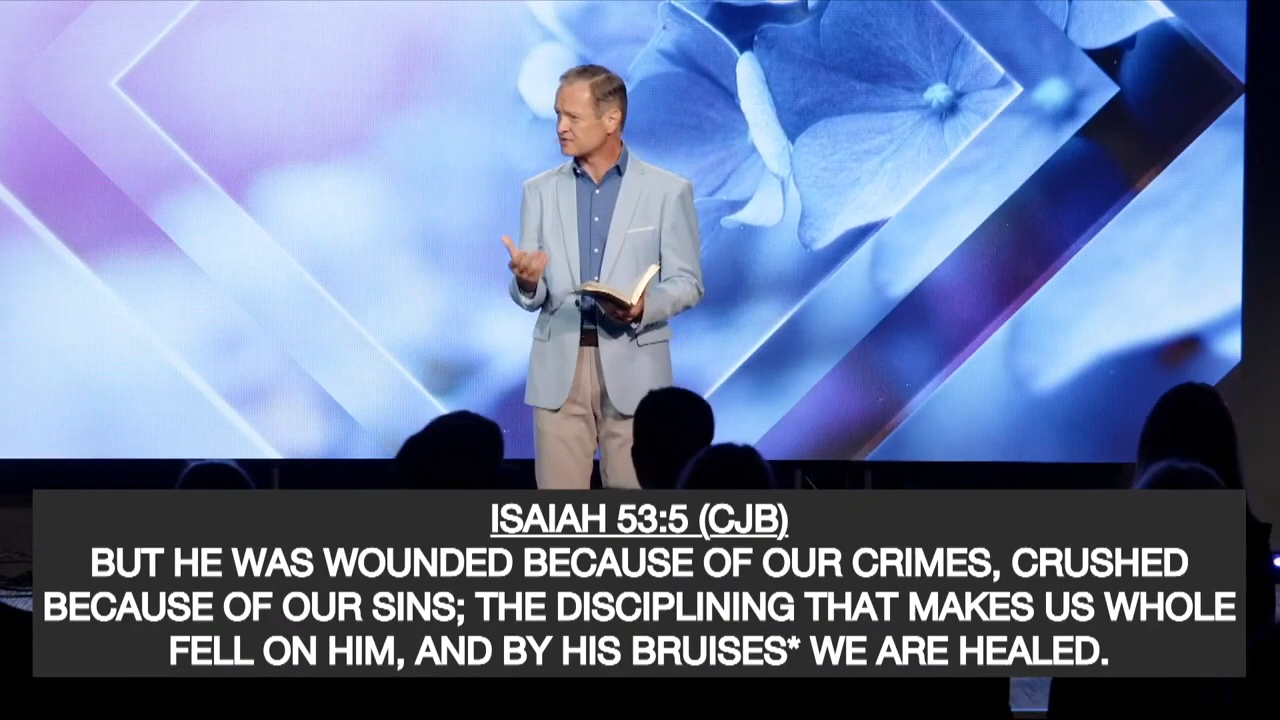 ISAIAH 53:5 (CJB)
BUT HE WAS WOUNDED BECAUSE OF OUR CRIMES, CRUSHED
BECAUSE OF OUR SINS; THE DISCIPLINING THAT MAKES US WHOLE
FELL ON HIM, AND BY HIS BRUISES* WE ARE HEALED.